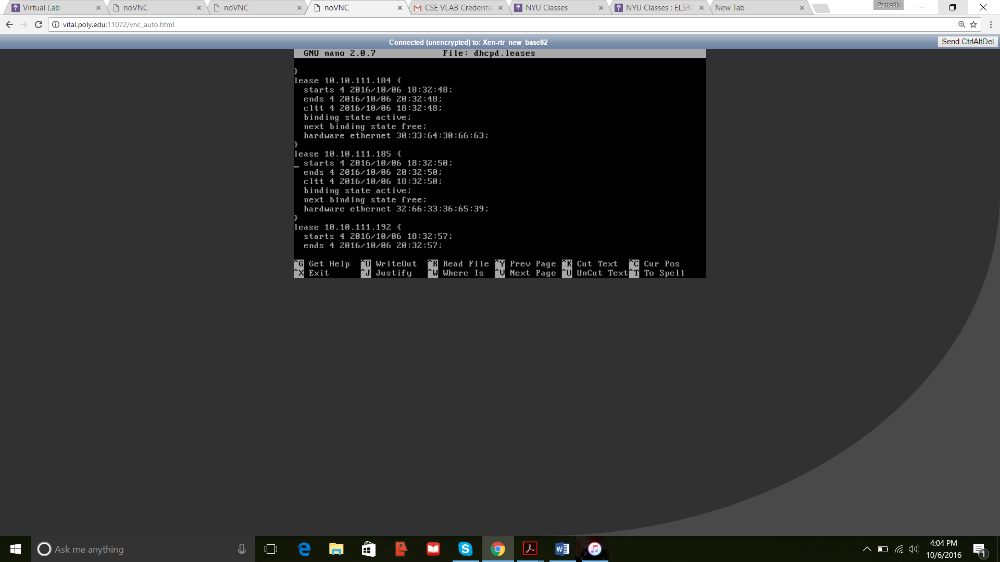 Virtual Lab
noVNC
noVNC
noVNC
CSE VLAB Credentia
NYU Classes
NYU Classes : EL537
New Tab
Sumedh
vital.poly.edu:11072/vnc_auto.html
Connected (unencrypted) to: Xen-rtr_new_base82
Send CtrlAltDel
GNU nano 2.0.7 File: dhcpd.leases
}
lease 10.10.111.184 {
starts 4 2016/10/06 18:32:48;
ends 4 2016/10/06 20:32:48;
cltt 4 2016/10/06 18:32:48;
binding state active;
next binding state free;
hardware ethernet 30:33:64:30:66:63;
}
lease 10.10.111.185 {
starts 4 2016/10/06 18:32:50;
ends 4 2016/10/06 20:32:50;
cltt 4 2016/10/06 18:32:50;
binding state active;
next binding state free;
hardware ethernet 32:66:33:36:65:39;
}
lease 10.10.111.192 {
starts 4 2016/10/06 18:32:57;
ends 4 2016/10/06 20:32:57;
^G Get Help ^O WriteOut ^R Read File ^Y Prev Page ^K Cut Text ^C Cur Pos
^X Exit ^J Justify ^W Where Is ^V Next Page ^U UnCut Text ^T To Spell
Ask me anything
4:04 PM
10/6/2016
1